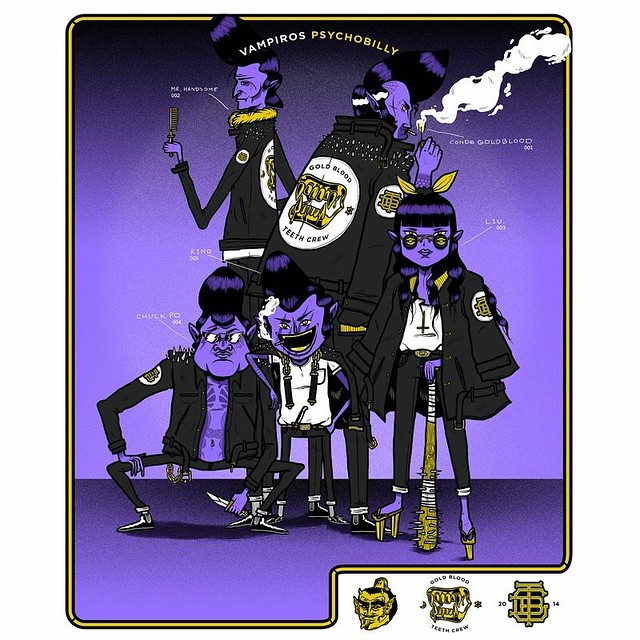 VAMPIROS PSYCHOBILLY
MR. HANDSOME
002
CONDE GOLDBLOOD
001
GOLD BLOOD
TEETH CREW
LIU.
003
RINO
005
CHUCK PO
004
GOLD BLOOD
TEETH CREW
20 14